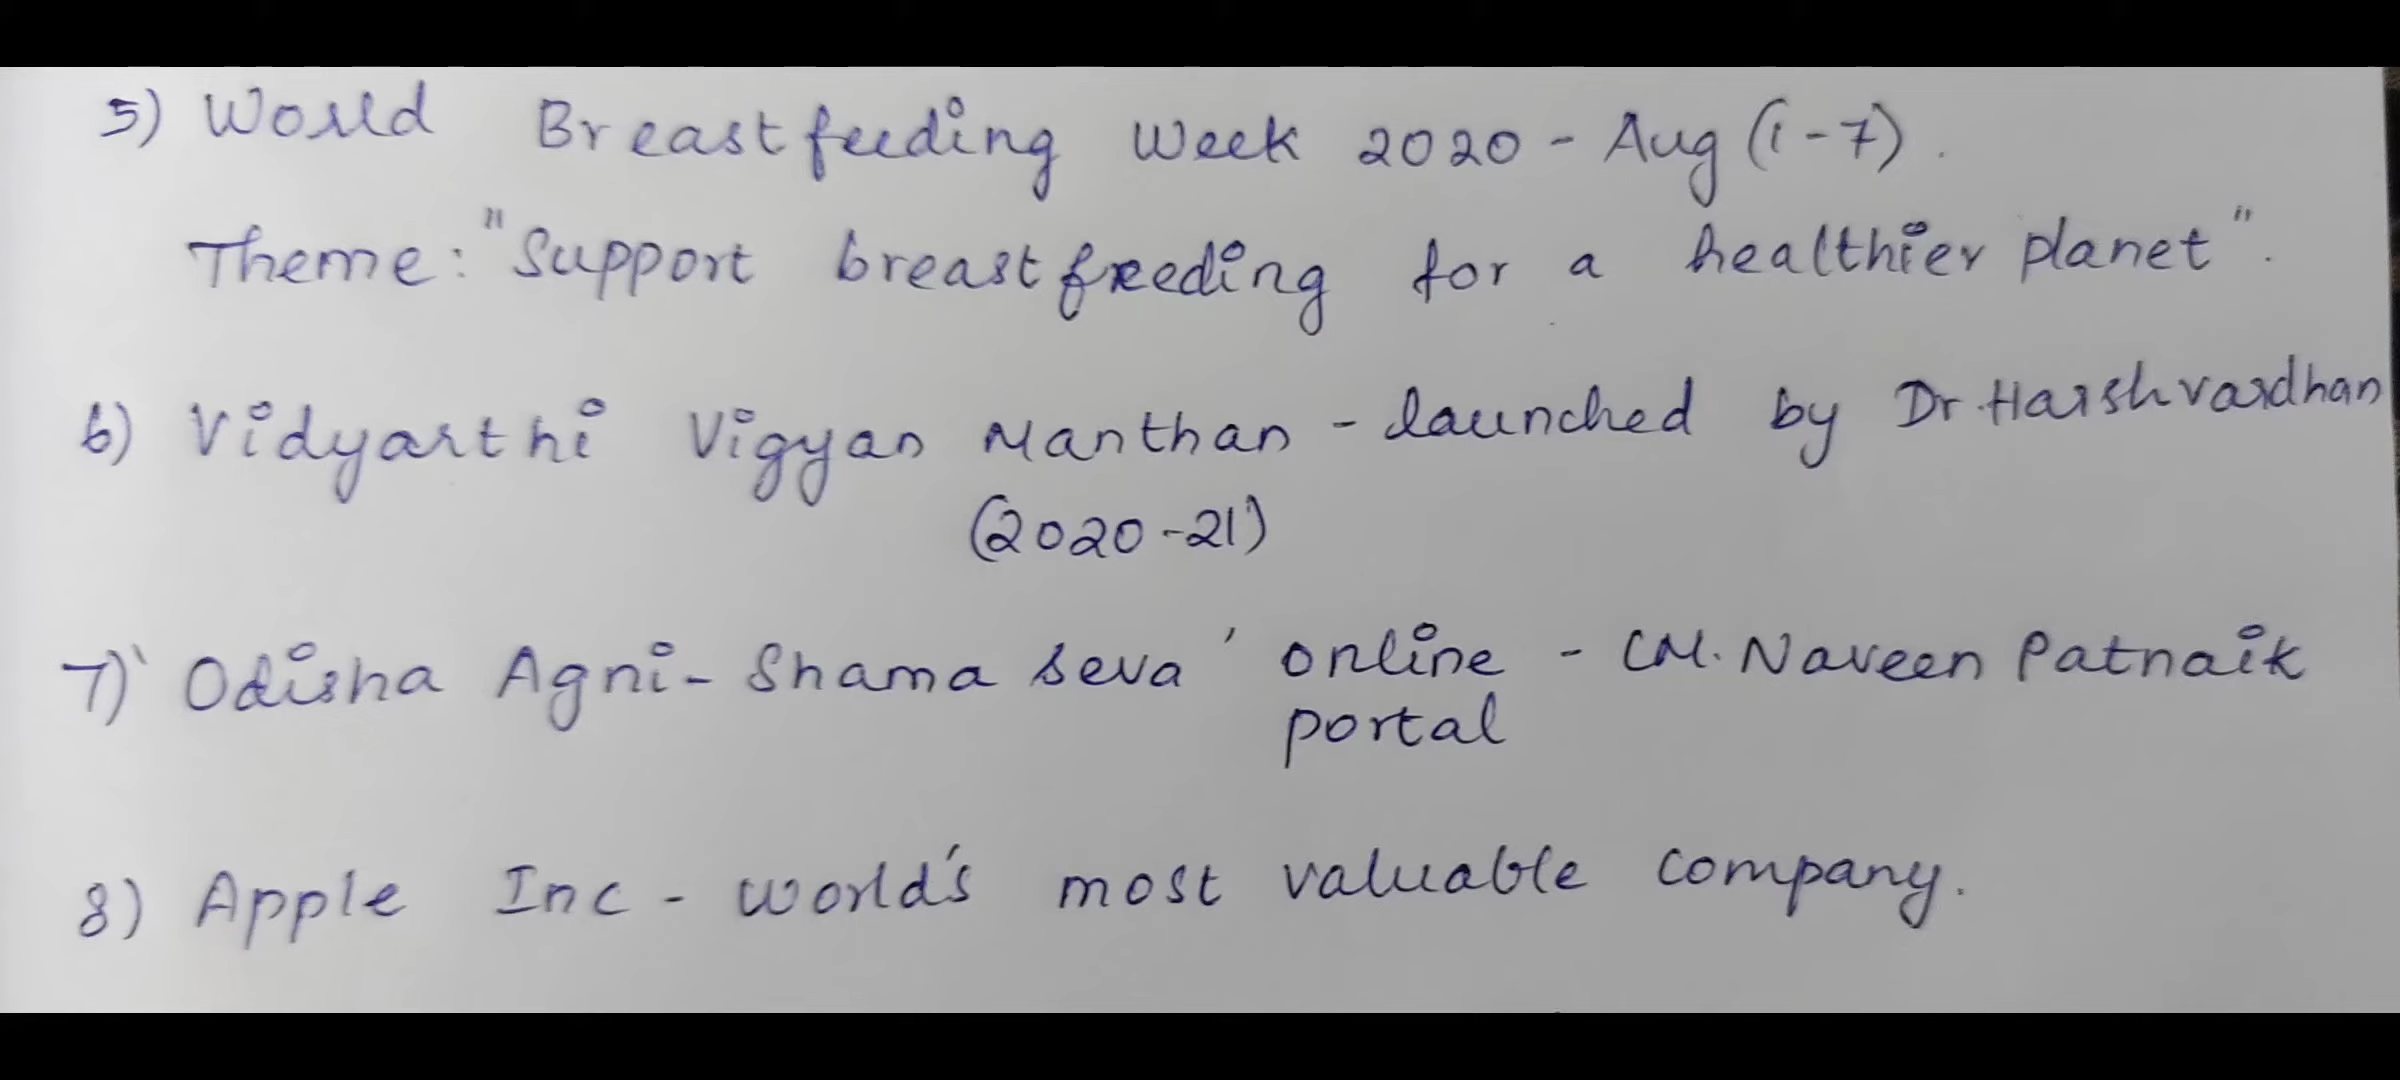 5) World Breastfeeding Week 2020 - Aug (1-7).
Theme: "Support breastfeeding for a healthier planet".
6) Vidyarthi Vigyan Manthan - launched by Dr. Harshvardhan
(2020-21)
7) 'Odisha Agni-Shama Seva' online - CM. Naveen Patnaik
portal
8) Apple Inc - world's most valuable company.